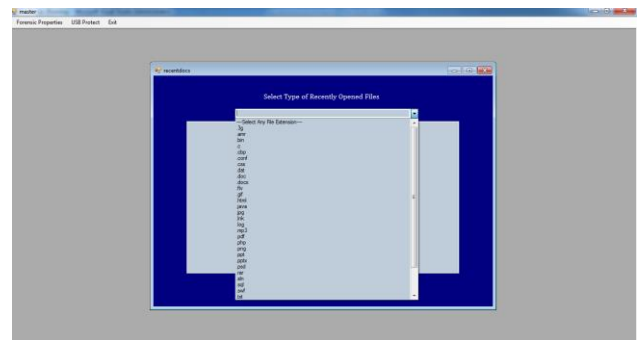 master
Forensic Properties USB Protect Exit
recentdocs
Select Type of Recently Opened Files
---Select Any File Extension---
.3g
amr
bin
c
cbp
conf
css
dat
doc
docx
flv
gif
html
java
jpg
lnk
log
mp3
pdf
php
png
ppt
pptx
psd
rar
sln
sql
swf
txt